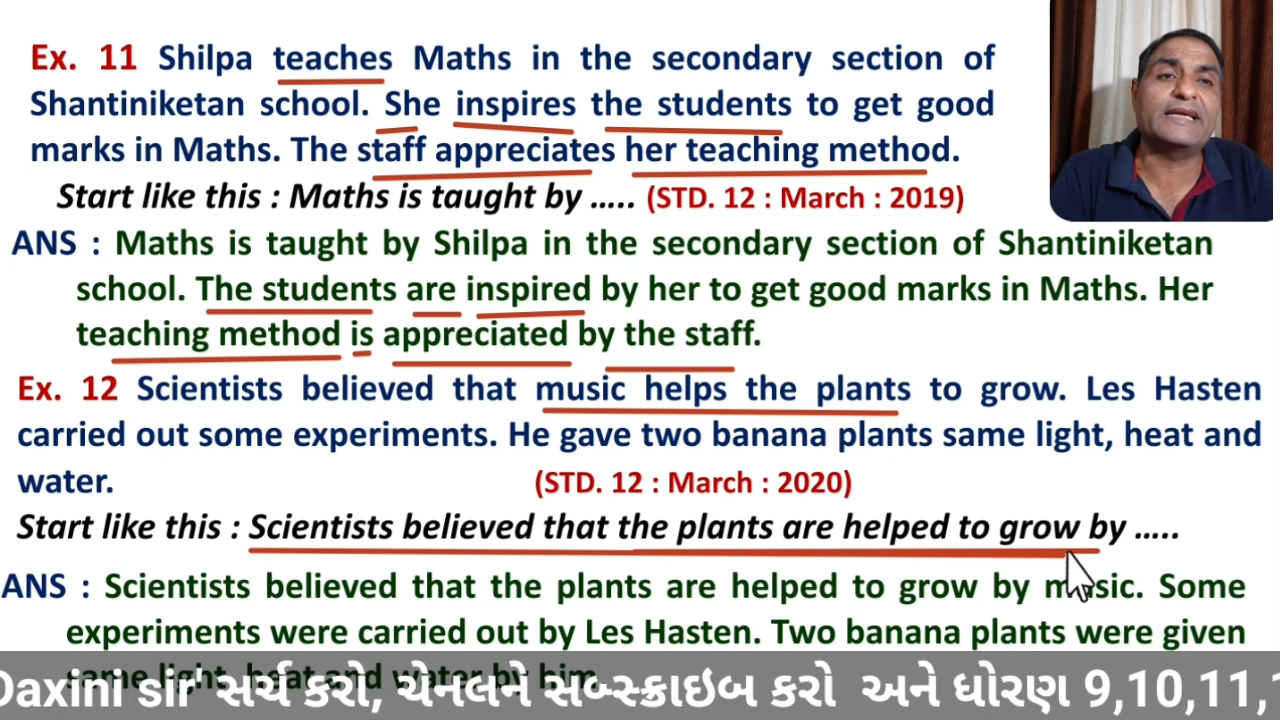 Ex. 11 Shilpa teaches Maths in the secondary section of
Shantiniketan school. She inspires the students to get good
marks in Maths. The staff appreciates her teaching method.
Start like this : Maths is taught by ….. (STD. 12 : March : 2019)
ANS : Maths is taught by Shilpa in the secondary section of Shantiniketan
school. The students are inspired by her to get good marks in Maths. Her
teaching method is appreciated by the staff.
Ex. 12 Scientists believed that music helps the plants to grow. Les Hasten
carried out some experiments. He gave two banana plants same light, heat and
water. (STD. 12 : March : 2020)
Start like this : Scientists believed that the plants are helped to grow by …..
ANS : Scientists believed that the plants are helped to grow by music. Some
experiments were carried out by Les Hasten. Two banana plants were given
same light, heat and water by him.
Daxini sir' સર્ચ કરો, ચેનલને સબ્સ્ક્રાઇબ કરો અને ધોરણ 9,10,11,1